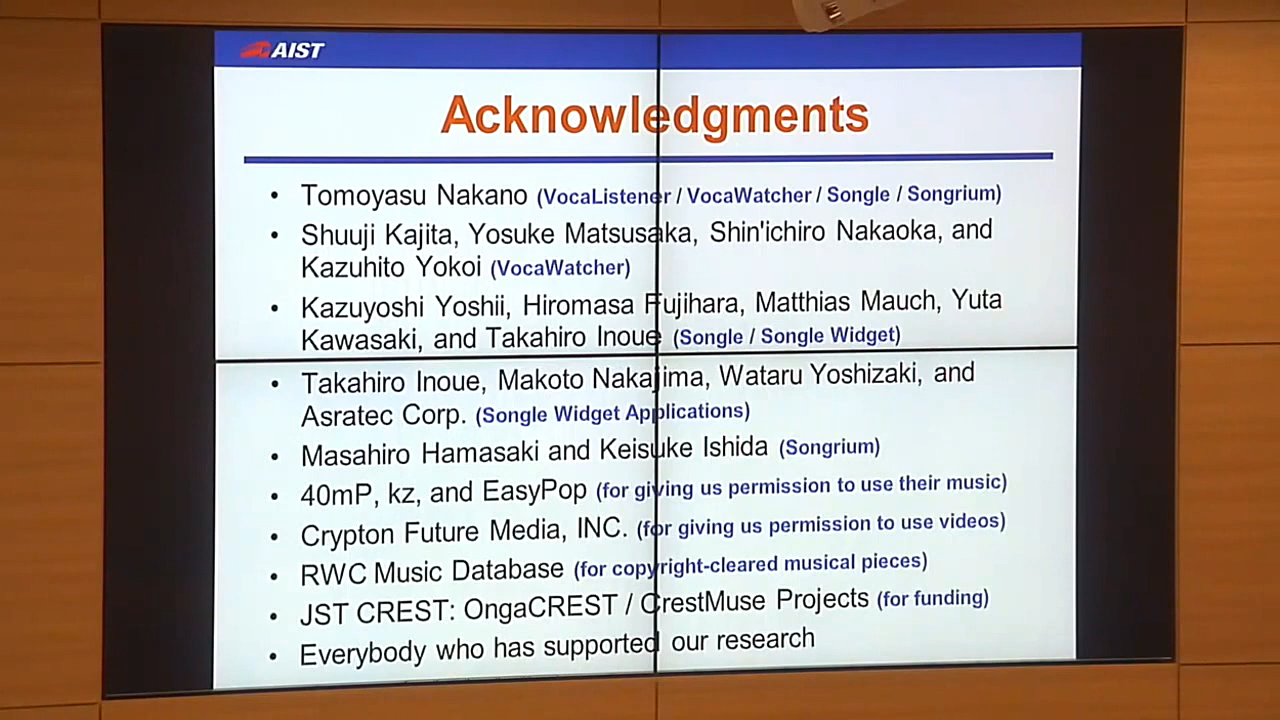 AIST
Acknowledgments
• Tomoyasu Nakano (VocaListener / VocaWatcher / Songle / Songrium)
• Shuuji Kajita, Yosuke Matsusaka, Shin'ichiro Nakaoka, and
Kazuhito Yokoi (VocaWatcher)
• Kazuyoshi Yoshii, Hiromasa Fujihara, Matthias Mauch, Yuta
Kawasaki, and Takahiro Inoue (Songle / Songle Widget)
• Takahiro Inoue, Makoto Nakajima, Wataru Yoshizaki, and
Asratec Corp. (Songle Widget Applications)
• Masahiro Hamasaki and Keisuke Ishida (Songrium)
• 40mP, kz, and EasyPop (for giving us permission to use their music)
• Crypton Future Media, INC. (for giving us permission to use videos)
• RWC Music Database (for copyright-cleared musical pieces)
• JST CREST: OngaCREST / CrestMuse Projects (for funding)
• Everybody who has supported our research